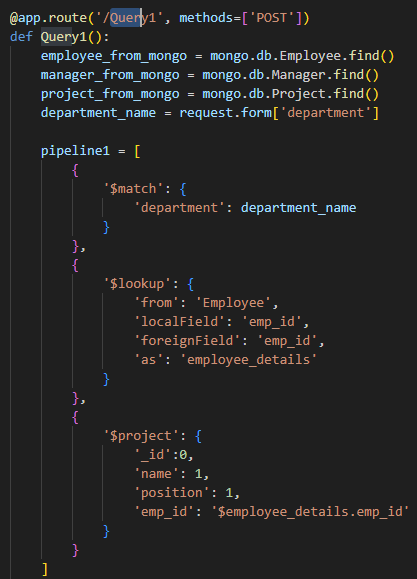 @app.route('/Query1', methods=['POST'])
def Query1():
    employee_from_mongo = mongo.db.Employee.find()
    manager_from_mongo = mongo.db.Manager.find()
    project_from_mongo = mongo.db.Project.find()
    department_name = request.form['department']

    pipeline1 = [
        {
            '$match': {
                'department': department_name
            }
        },
        {
            '$lookup': {
                'from': 'Employee',
                'localField': 'emp_id',
                'foreignField': 'emp_id',
                'as': 'employee_details'
            }
        },
        {
            '$project': {
                '_id':0,
                'name': 1,
                'position': 1,
                'emp_id': '$employee_details.emp_id'
            }
        }
    ]